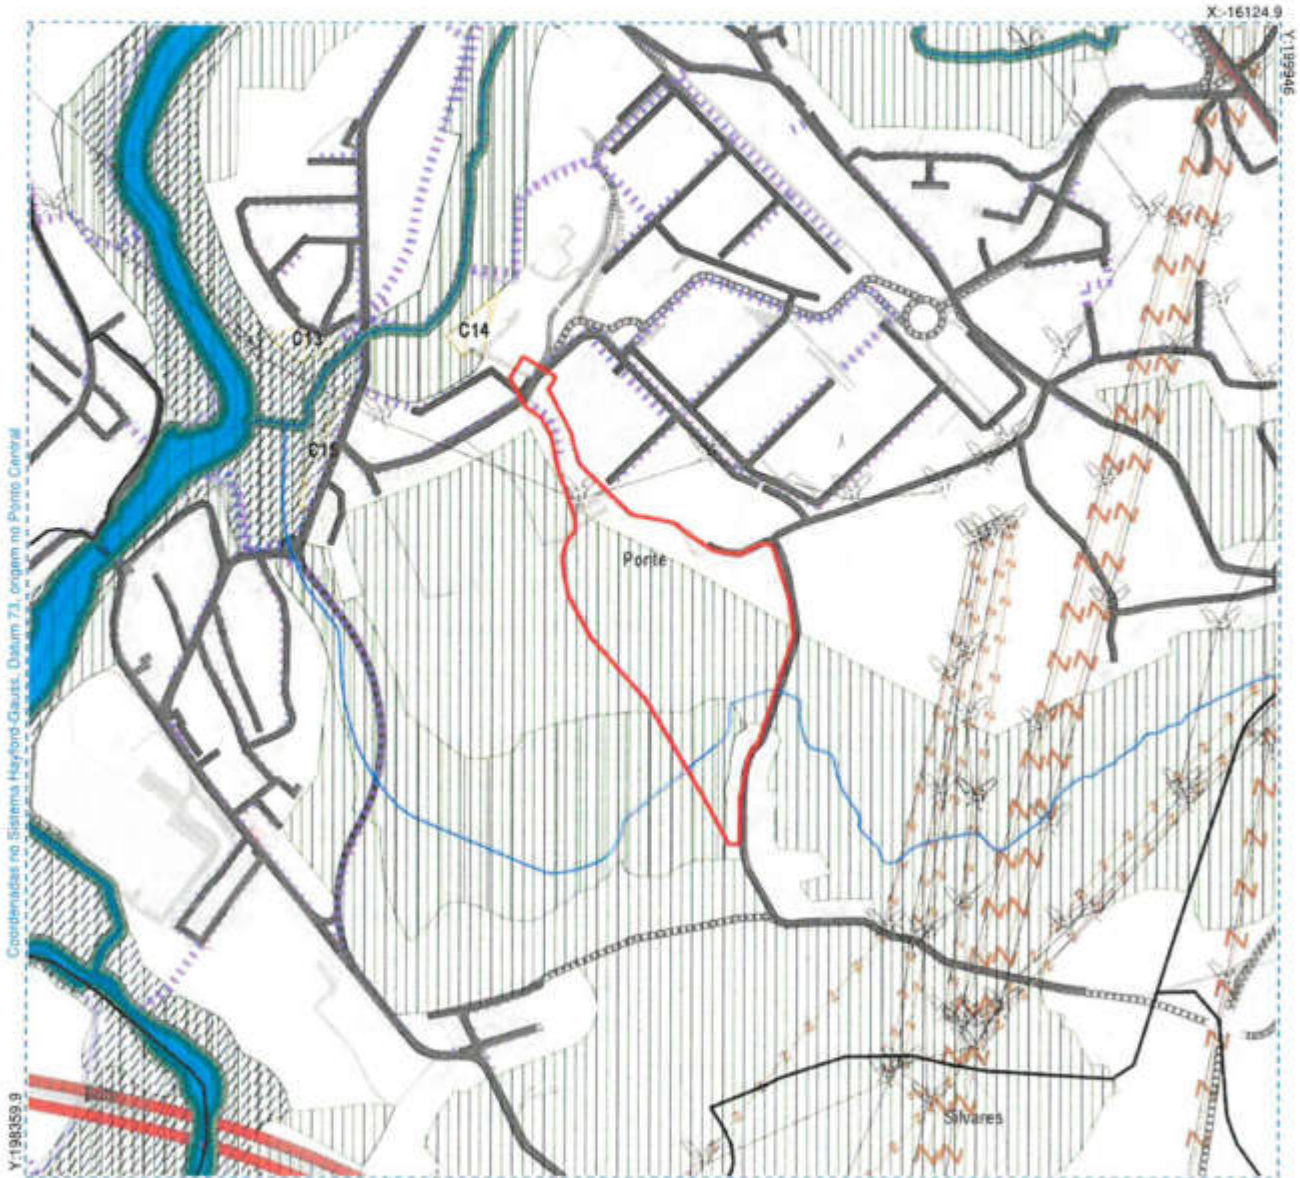 X:-16124.9
Y:199946
C13
C14
C15
Ponte
Silvares
Coordenadas no Sistema Hayford-Gauss, Datum 73, origem no Ponto Central
Y:198359.9